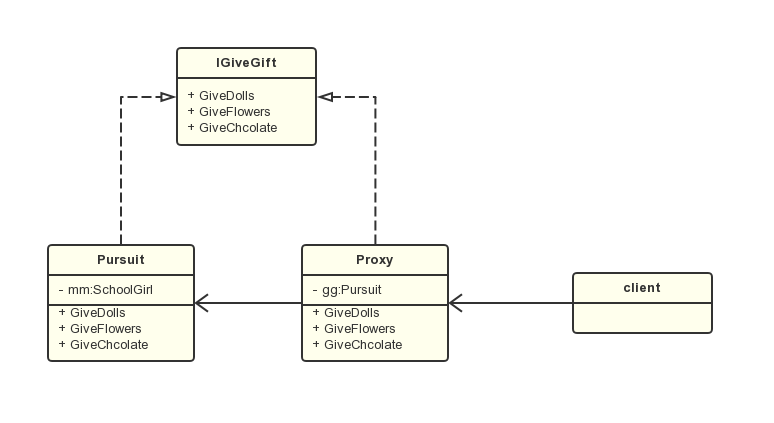 IGiveGift
+ GiveDolls
+ GiveFlowers
+ GiveChcolate
Pursuit
- mm:SchoolGirl
+ GiveDolls
+ GiveFlowers
+ GiveChcolate
Proxy
- gg:Pursuit
+ GiveDolls
+ GiveFlowers
+ GiveChcolate
client